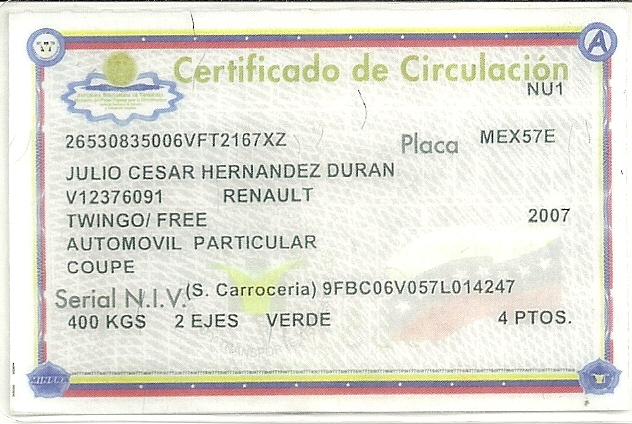 Certificado de Circulación
NU1
26530835006VFT2167XZ
Placa MEX57E
JULIO CESAR HERNANDEZ DURAN
V12376091 RENAULT
TWINGO/ FREE 2007
AUTOMOVIL PARTICULAR
COUPE
Serial N.I.V. (S. Carroceria) 9FBC06V057L014247
400 KGS 2 EJES VERDE 4 PTOS.